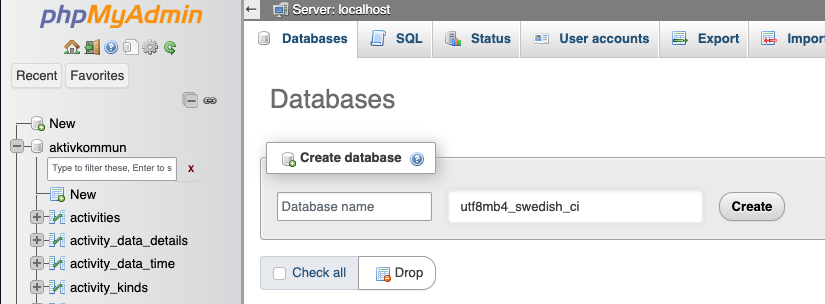 phpMyAdmin
Recent Favorites
New
aktivkommun
Type to filter these, Enter to s X
New
activities
activity_data_details
activity_data_time
activity_kinds
Server: localhost
Databases SQL Status User accounts Export Impor
Databases
Create database
Database name utf8mb4_swedish_ci Create
Check all Drop